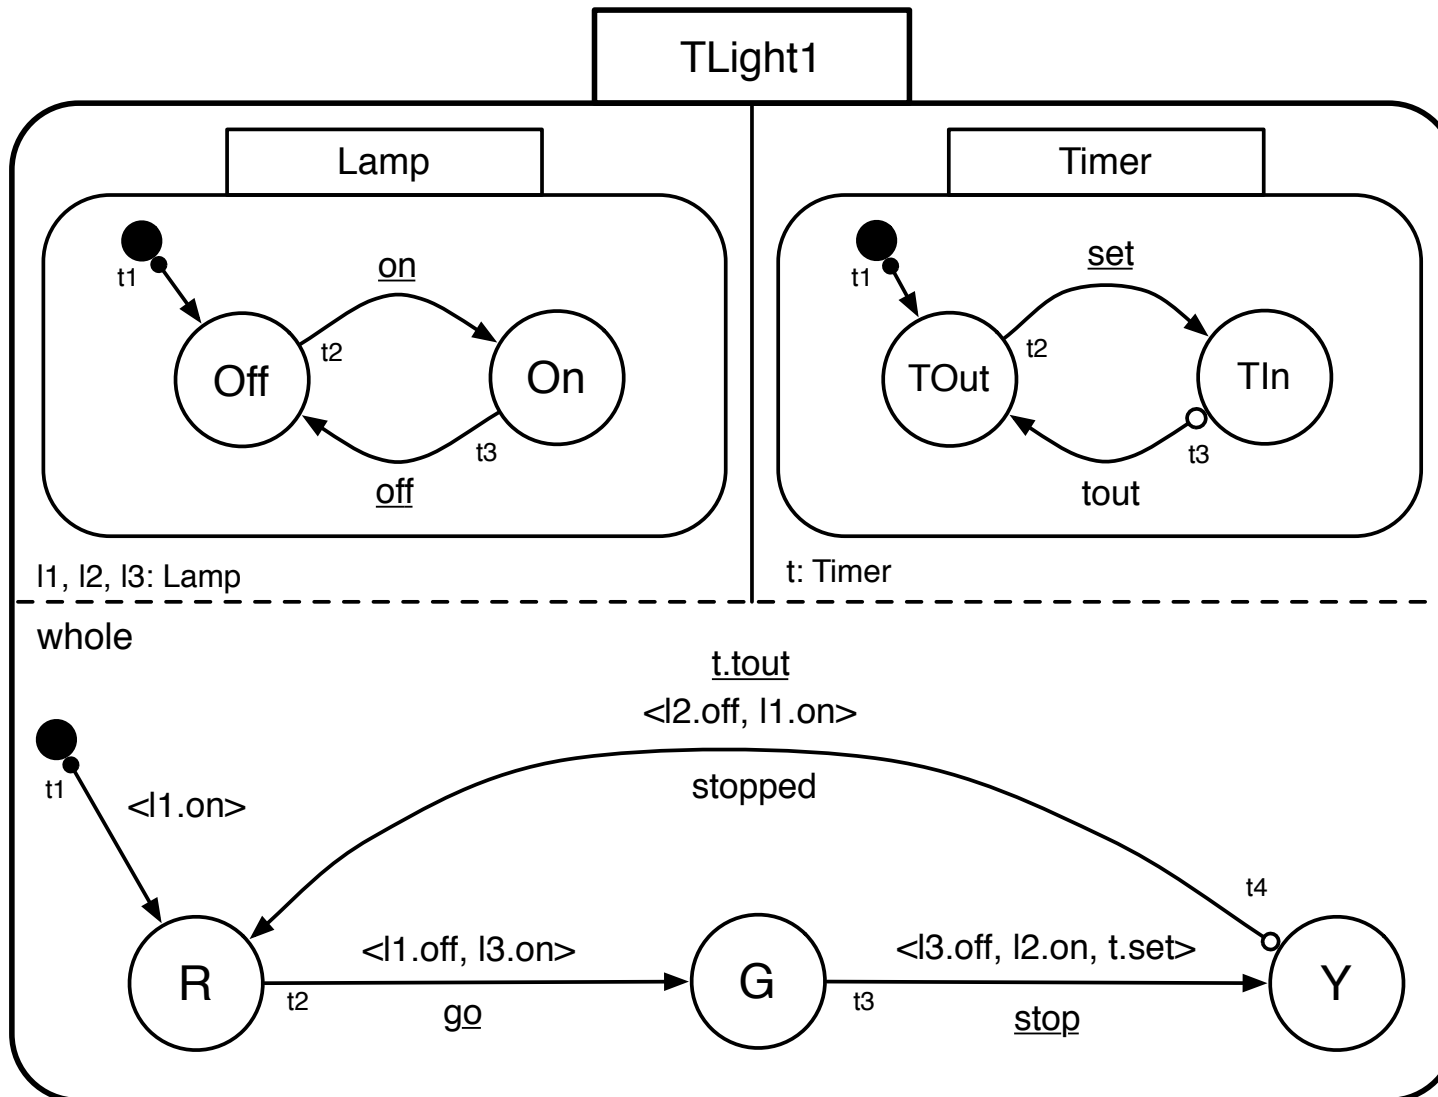 TLight1
Lamp
t1
on
t2
Off
On
t3
off
l1, l2, l3: Lamp
Timer
t1
set
t2
TOut
TIn
t3
tout
t: Timer
whole
t.tout
<l2.off, l1.on>
stopped
t1
<l1.on>
t4
R
<l1.off, l3.on>
t2
go
G
<l3.off, l2.on, t.set>
t3
stop
Y